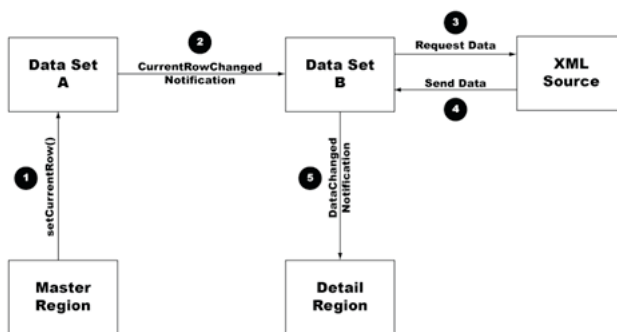 3
Request Data
2
Data Set
A
CurrentRowChanged
Notification
Data Set
B
XML
Source
Send Data
4
1
setCurrentRow()
5
DataChanged
Notification
Master
Region
Detail
Region